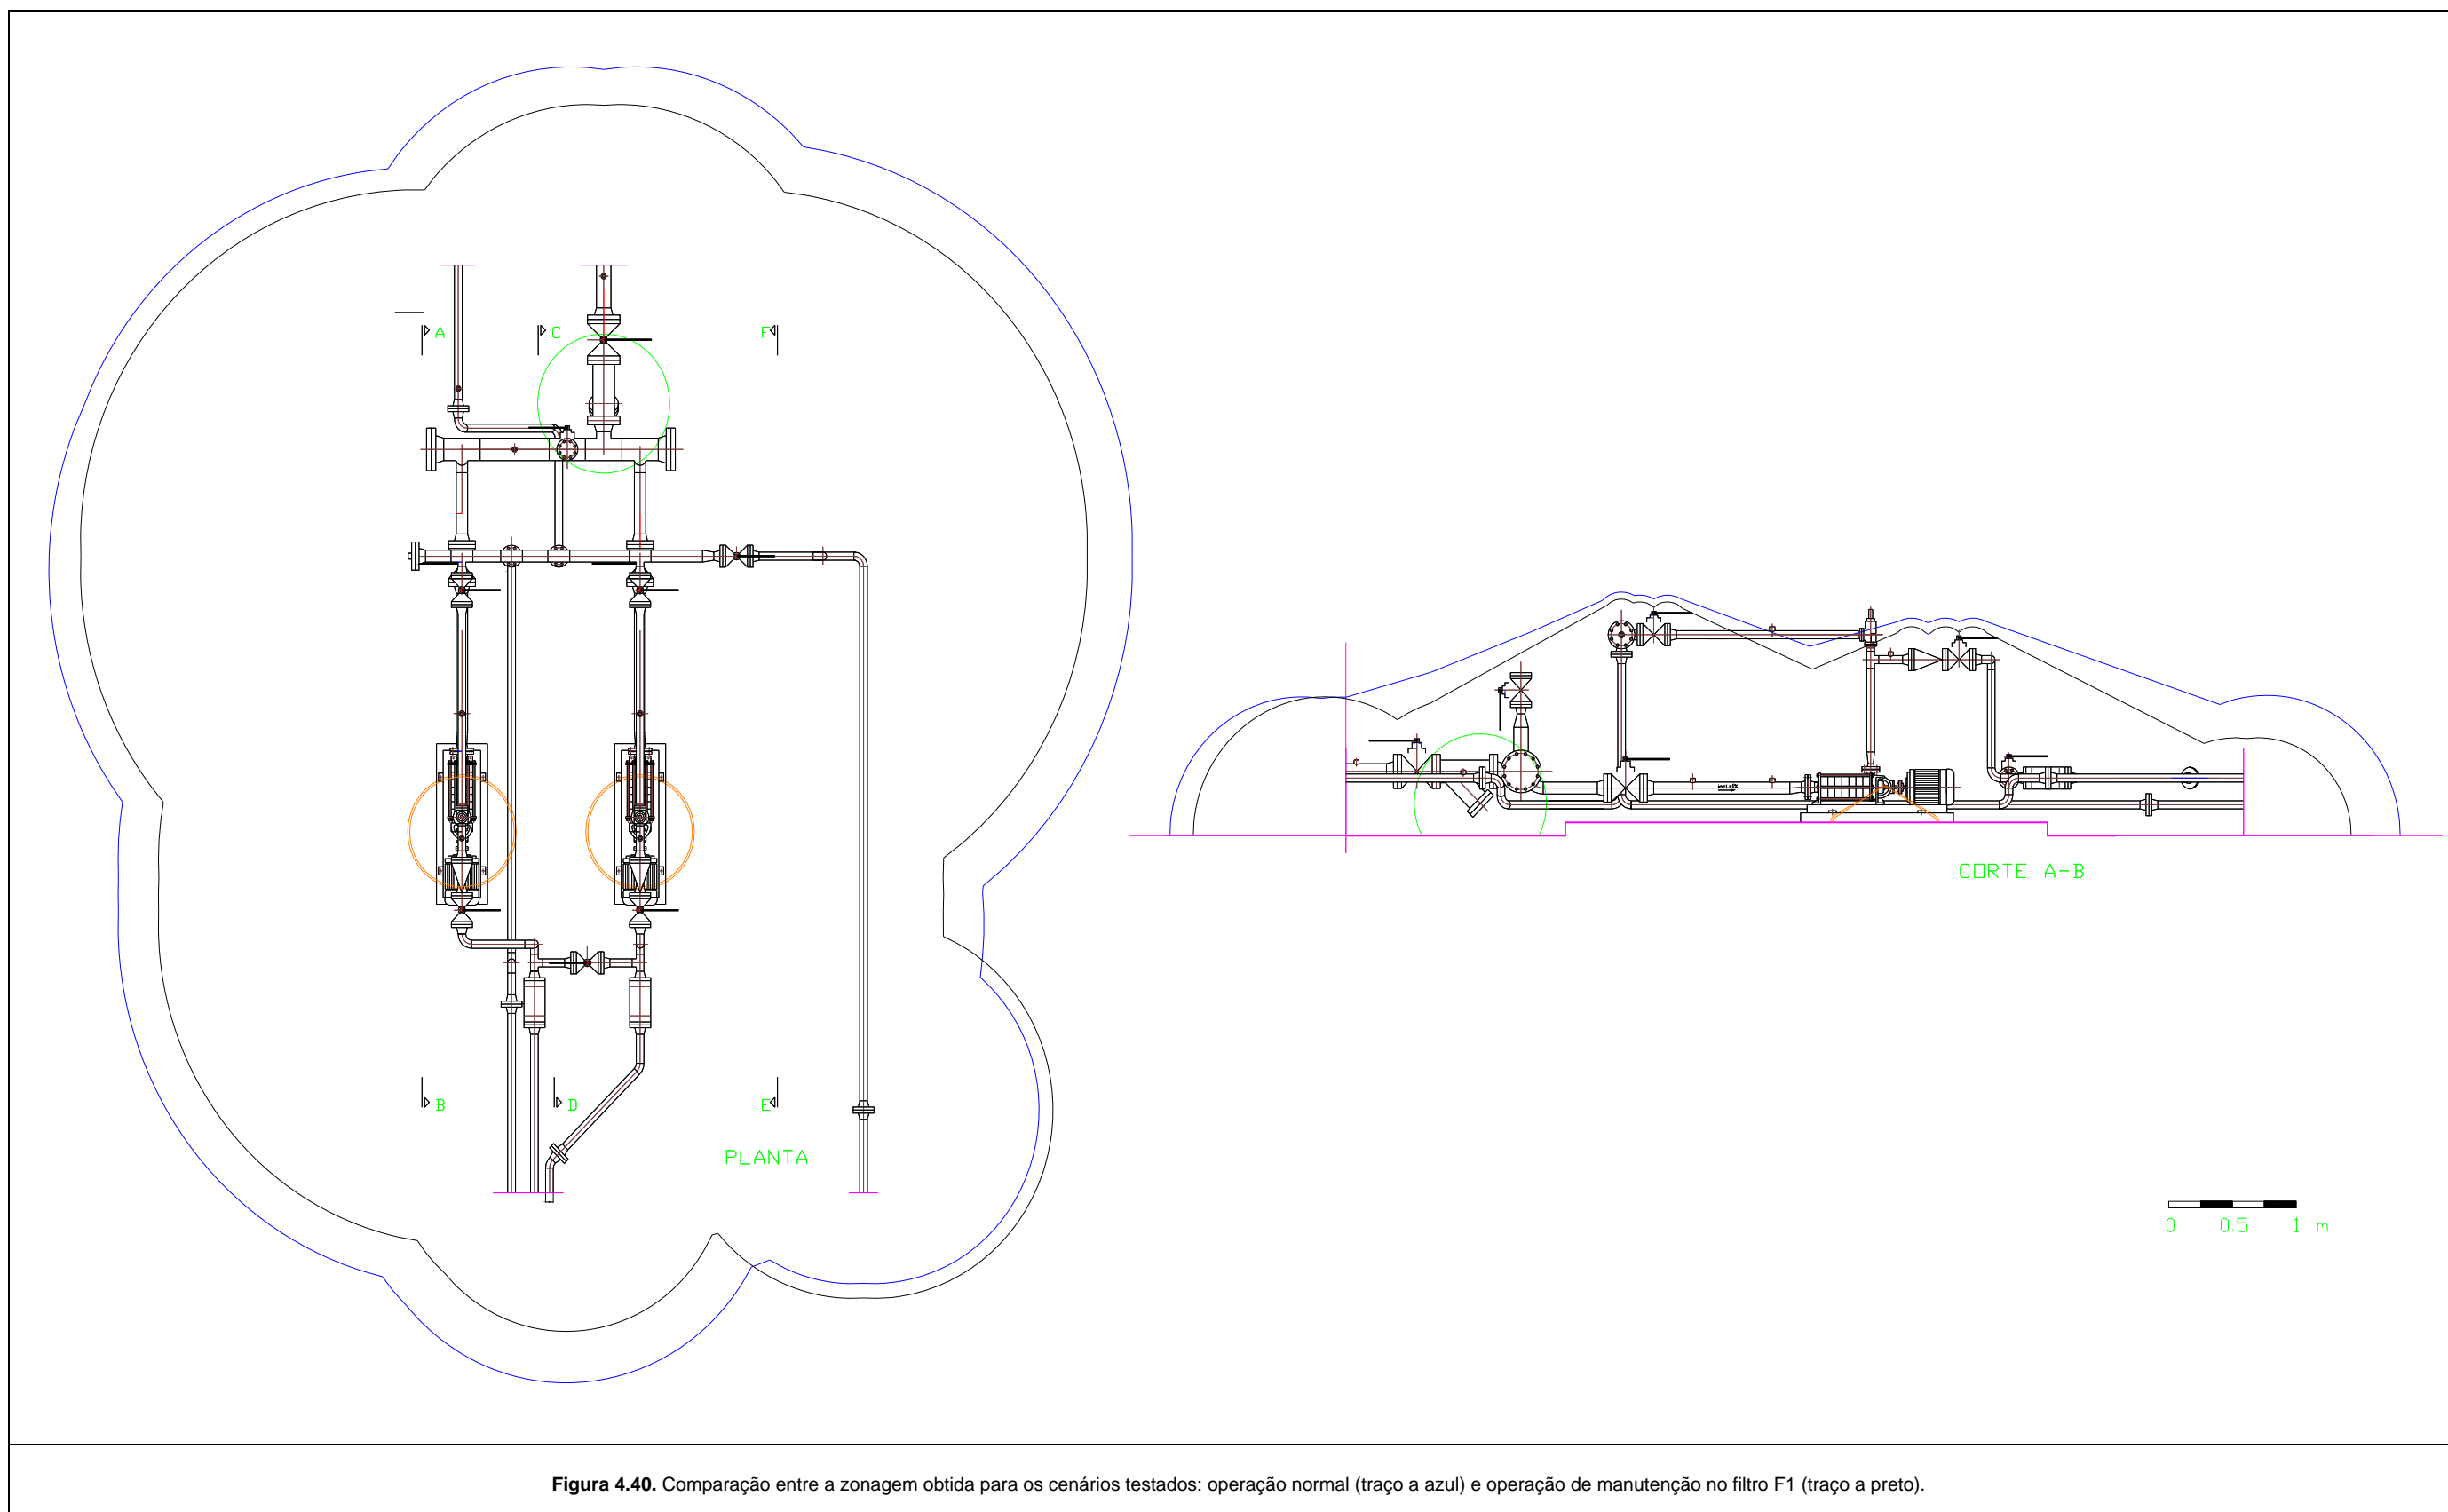 A
C
F
B
D
E
PLANTA
CORTE A-B
0 0.5 1 m
Figura 4.40. Comparação entre a zonagem obtida para os cenários testados: operação normal (traço a azul) e operação de manutenção no filtro F1 (traço a preto).